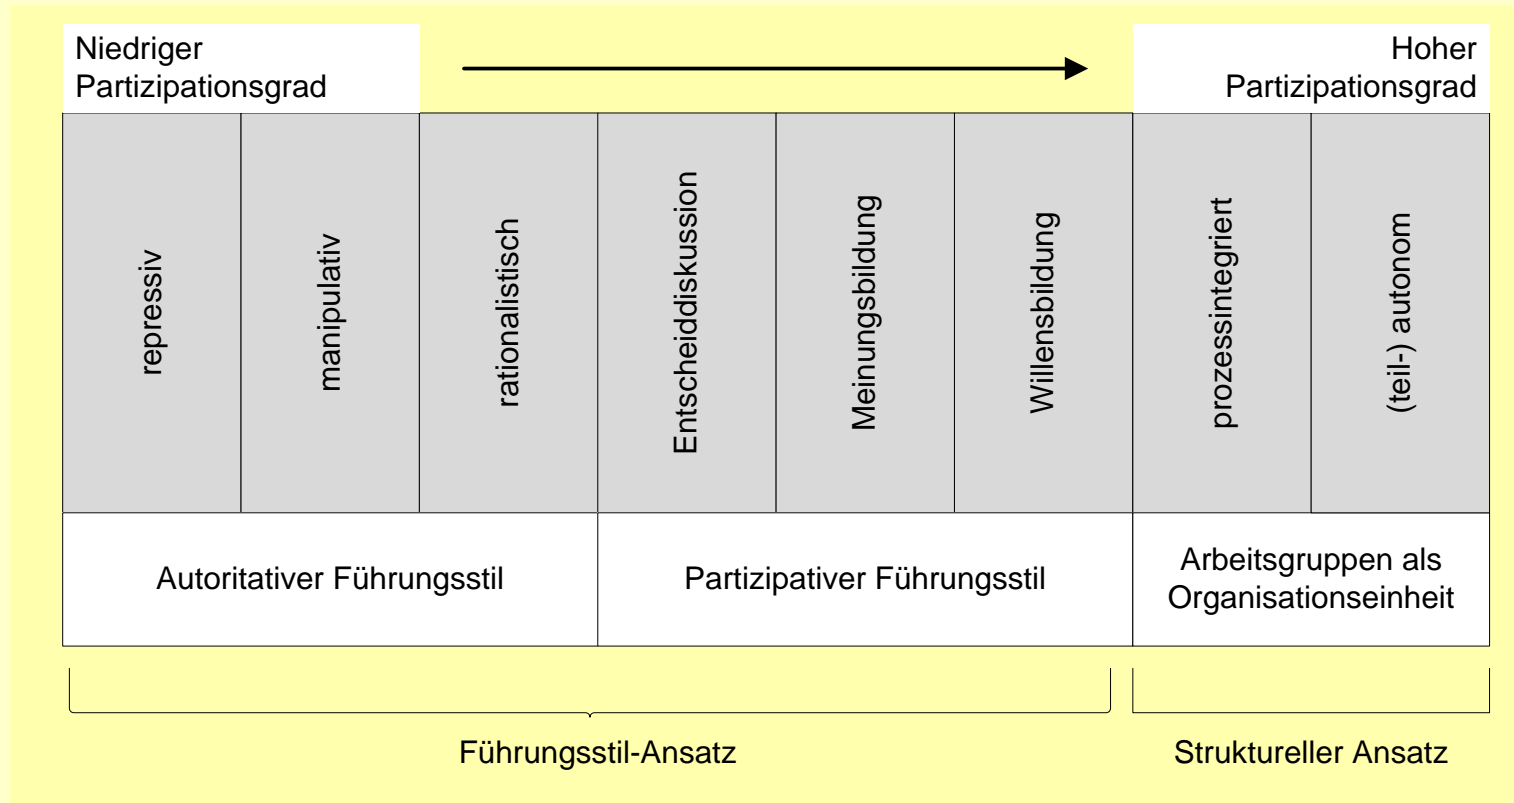 Niedriger
Partizipationsgrad
Hoher
Partizipationsgrad
repressiv
manipulativ
rationalistisch
Entscheiddiskussion
Meinungsbildung
Willensbildung
prozessintegriert
(teil-) autonom
Autoritativer Führungsstil
Partizipativer Führungsstil
Arbeitsgruppen als
Organisationseinheit
Führungsstil-Ansatz
Struktureller Ansatz